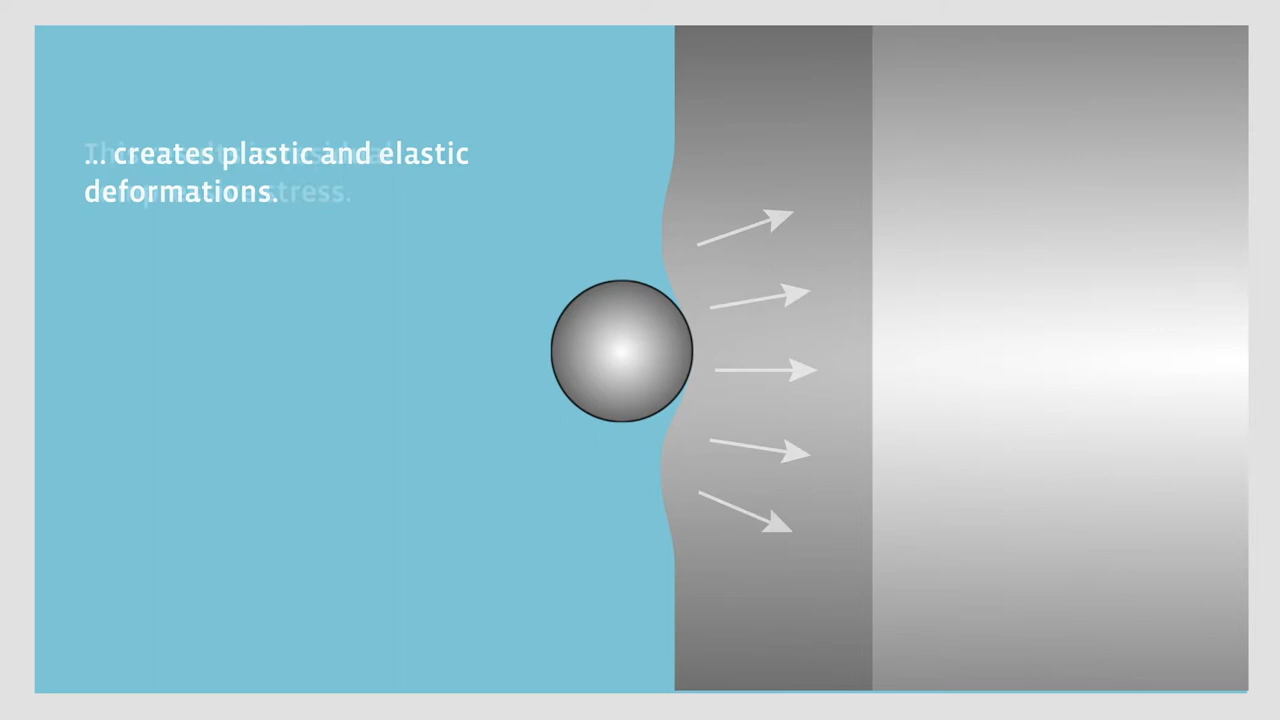 ... creates plastic and elastic
deformations.